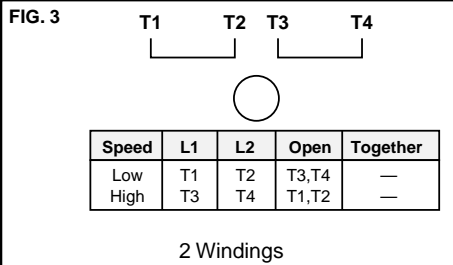 FIG. 3
T1 T2 T3 T4
Speed L1 L2 Open Together
Low T1 T2 T3,T4 —
High T3 T4 T1,T2 —
2 Windings